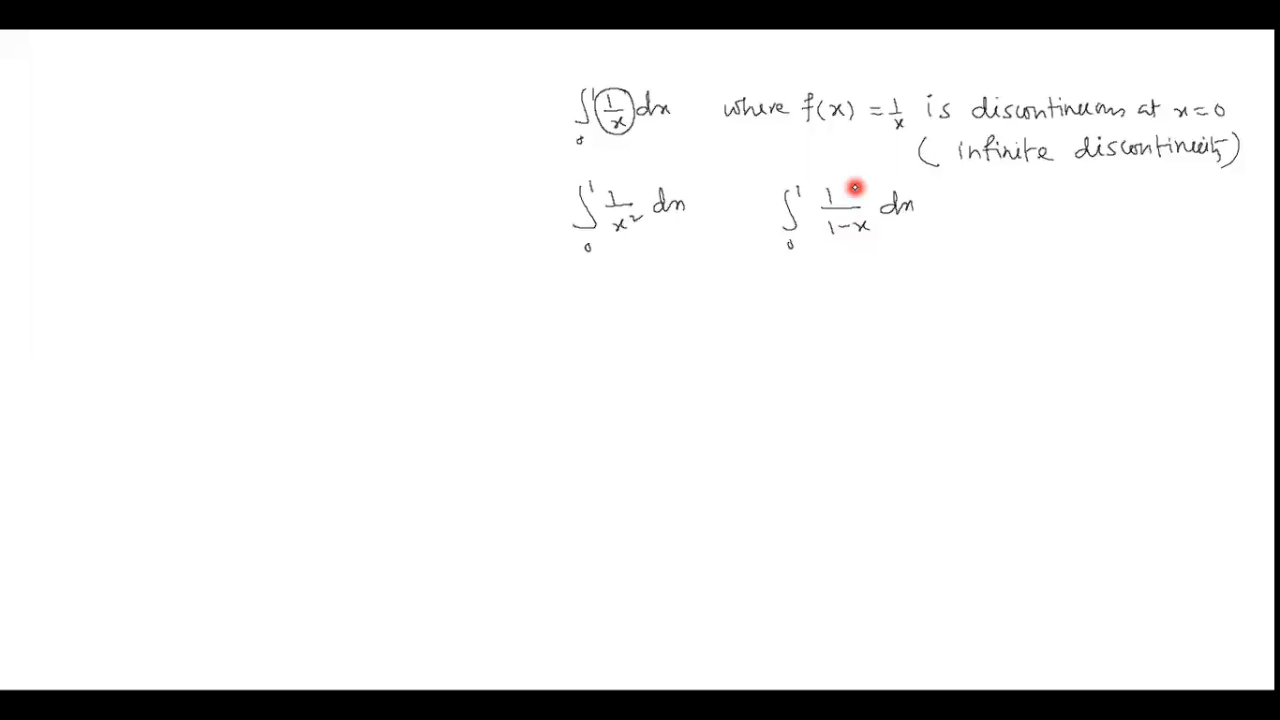 ∫₀¹ 1/x dx where f(x) = 1/x is discontinuous at x=0
( infinite discontinuity)
∫₀¹ 1/x² dx ∫₀¹ 1/(1-x) dx